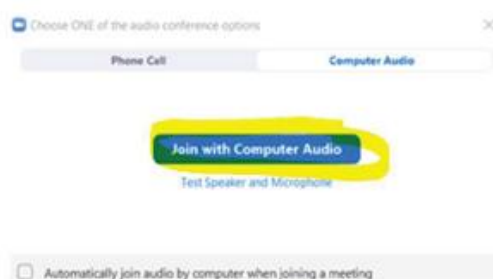 Choose ONE of the audio conference options
Phone Call
Computer Audio
Join with Computer Audio
Test Speaker and Microphone
Automatically join audio by computer when joining a meeting